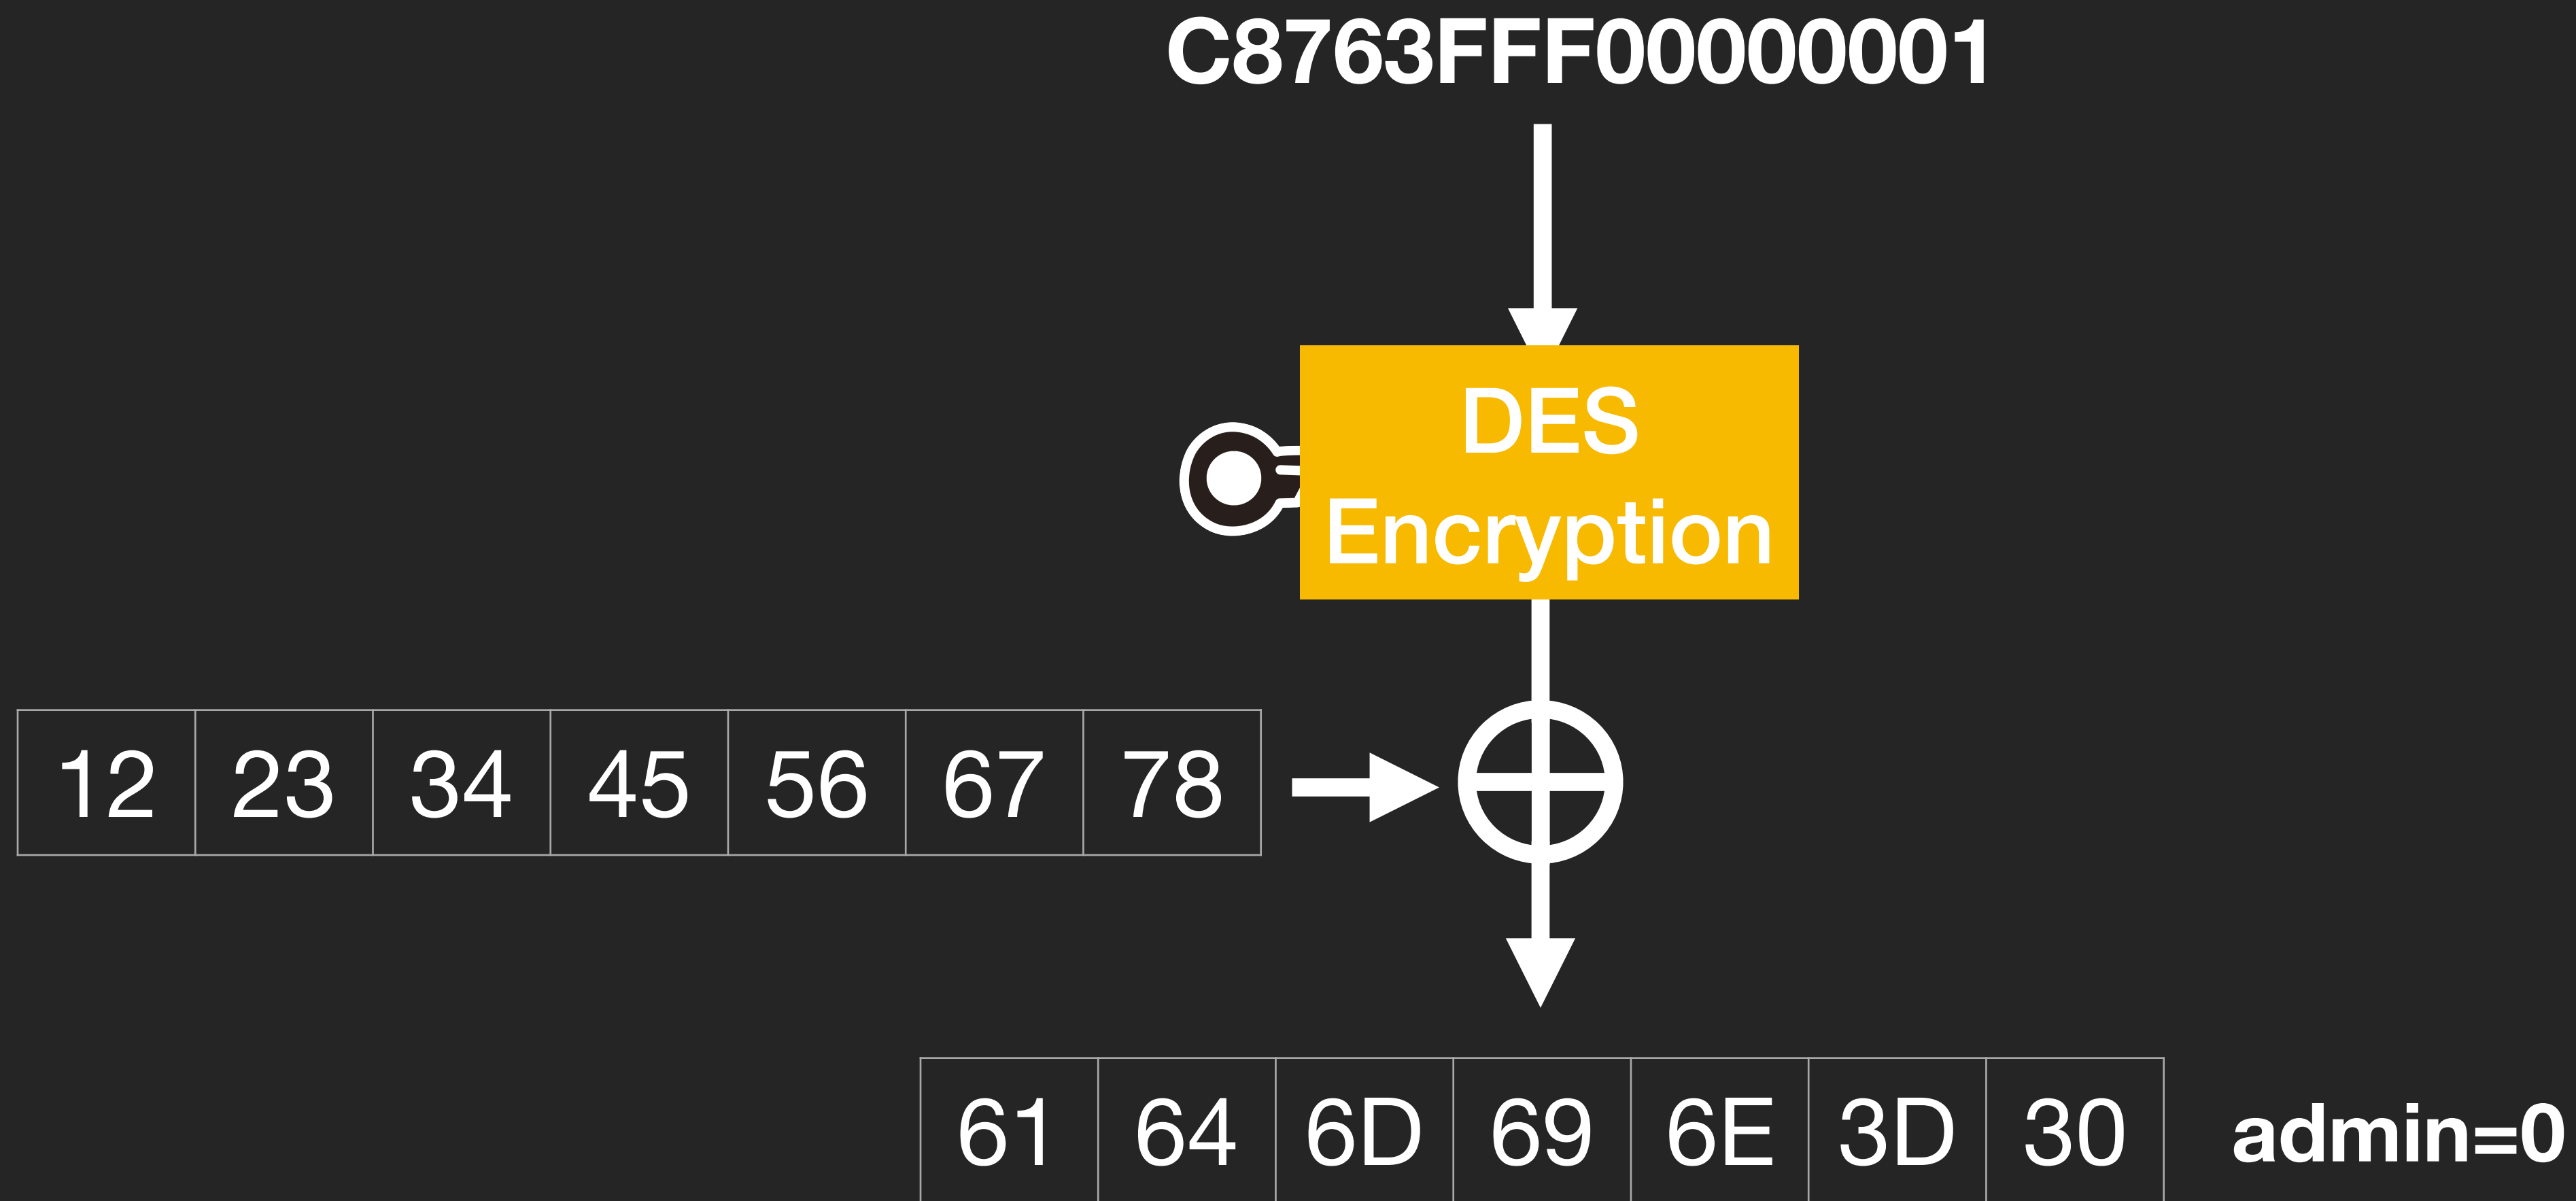 C8763FFF00000001
DES
Encryption
12 23 34 45 56 67 78
61 64 6D 69 6E 3D 30 admin=0